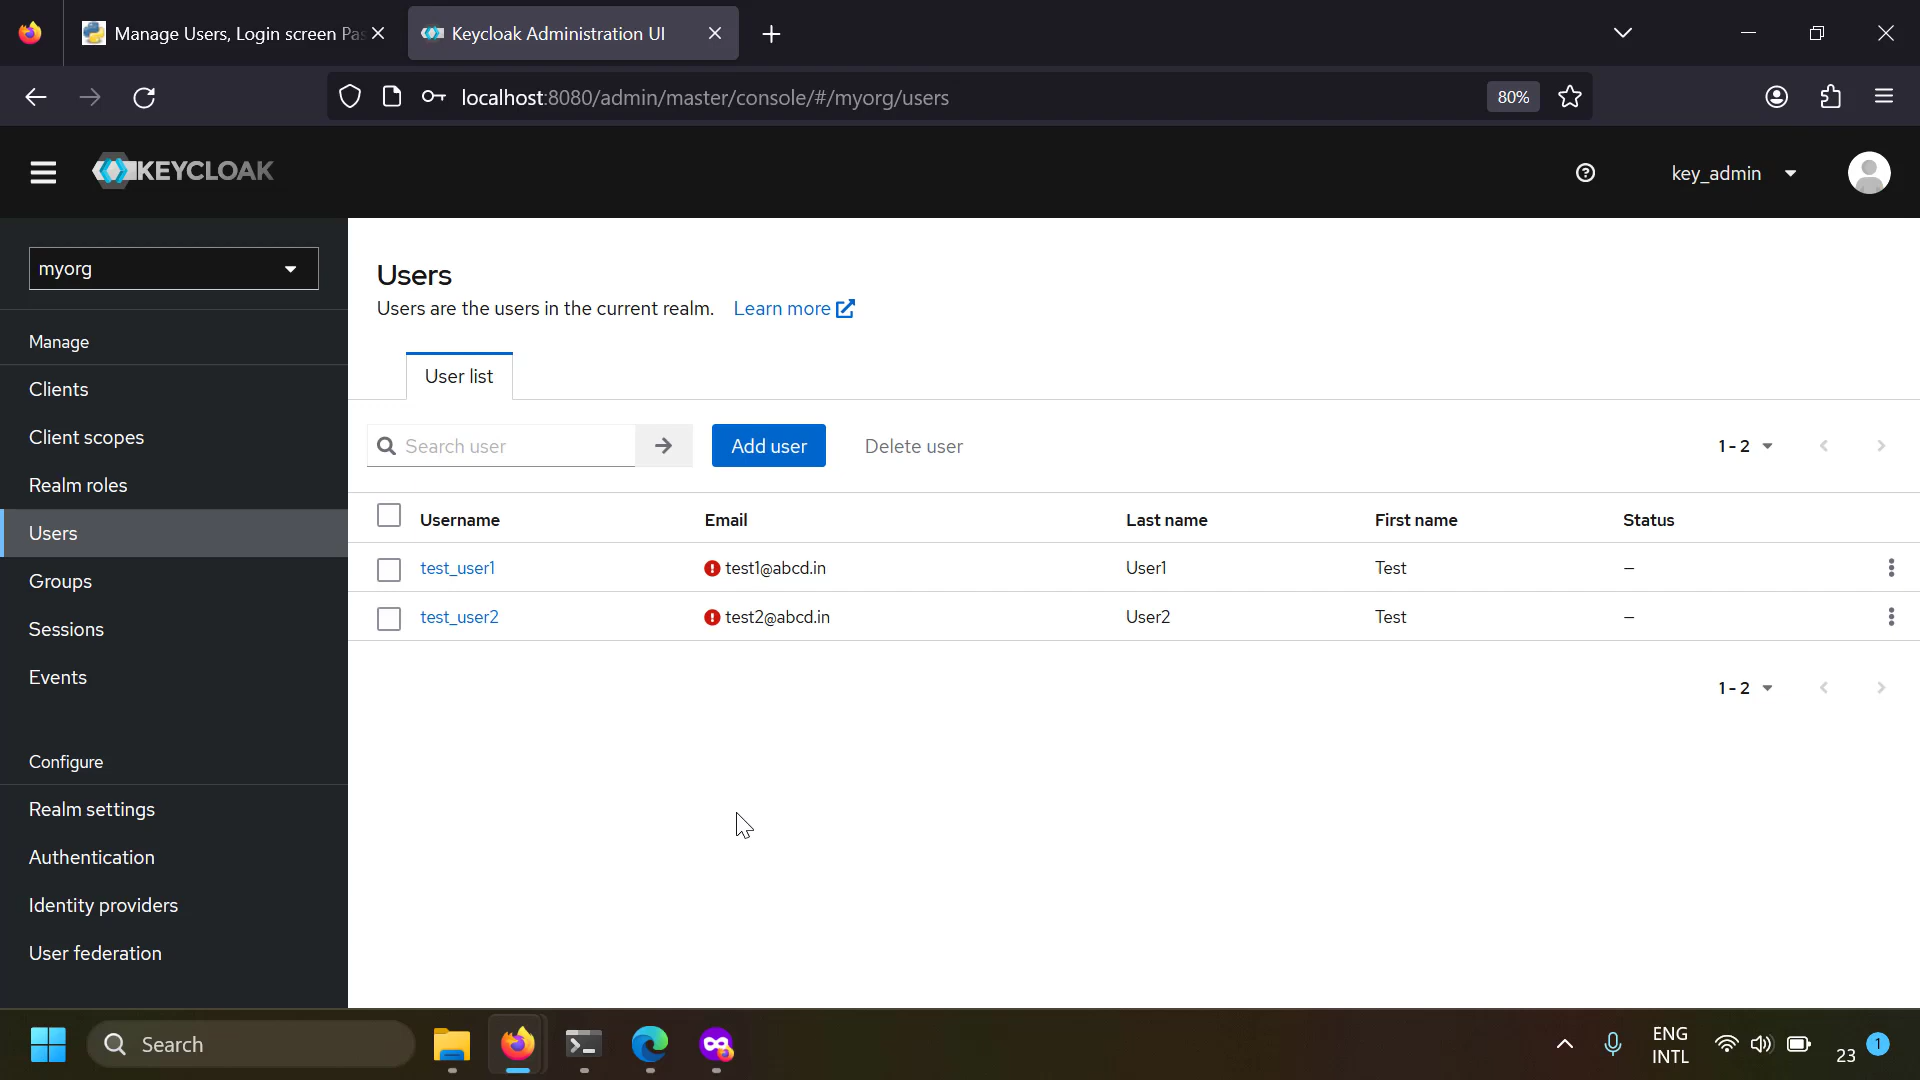 Manage Users, Login screen Pas
Keycloak Administration UI
localhost:8080/admin/master/console/#/myorg/users
80%
KEYCLOAK
key_admin
myorg
Manage
Clients
Client scopes
Realm roles
Users
Groups
Sessions
Events
Configure
Realm settings
Authentication
Identity providers
User federation
Users
Users are the users in the current realm. Learn more
User list
Search user
Add user
Delete user
1 - 2
Username Email Last name First name Status
test_user1 test1@abcd.in User1 Test –
test_user2 test2@abcd.in User2 Test –
1 - 2
Search
ENG
INTL
23
1